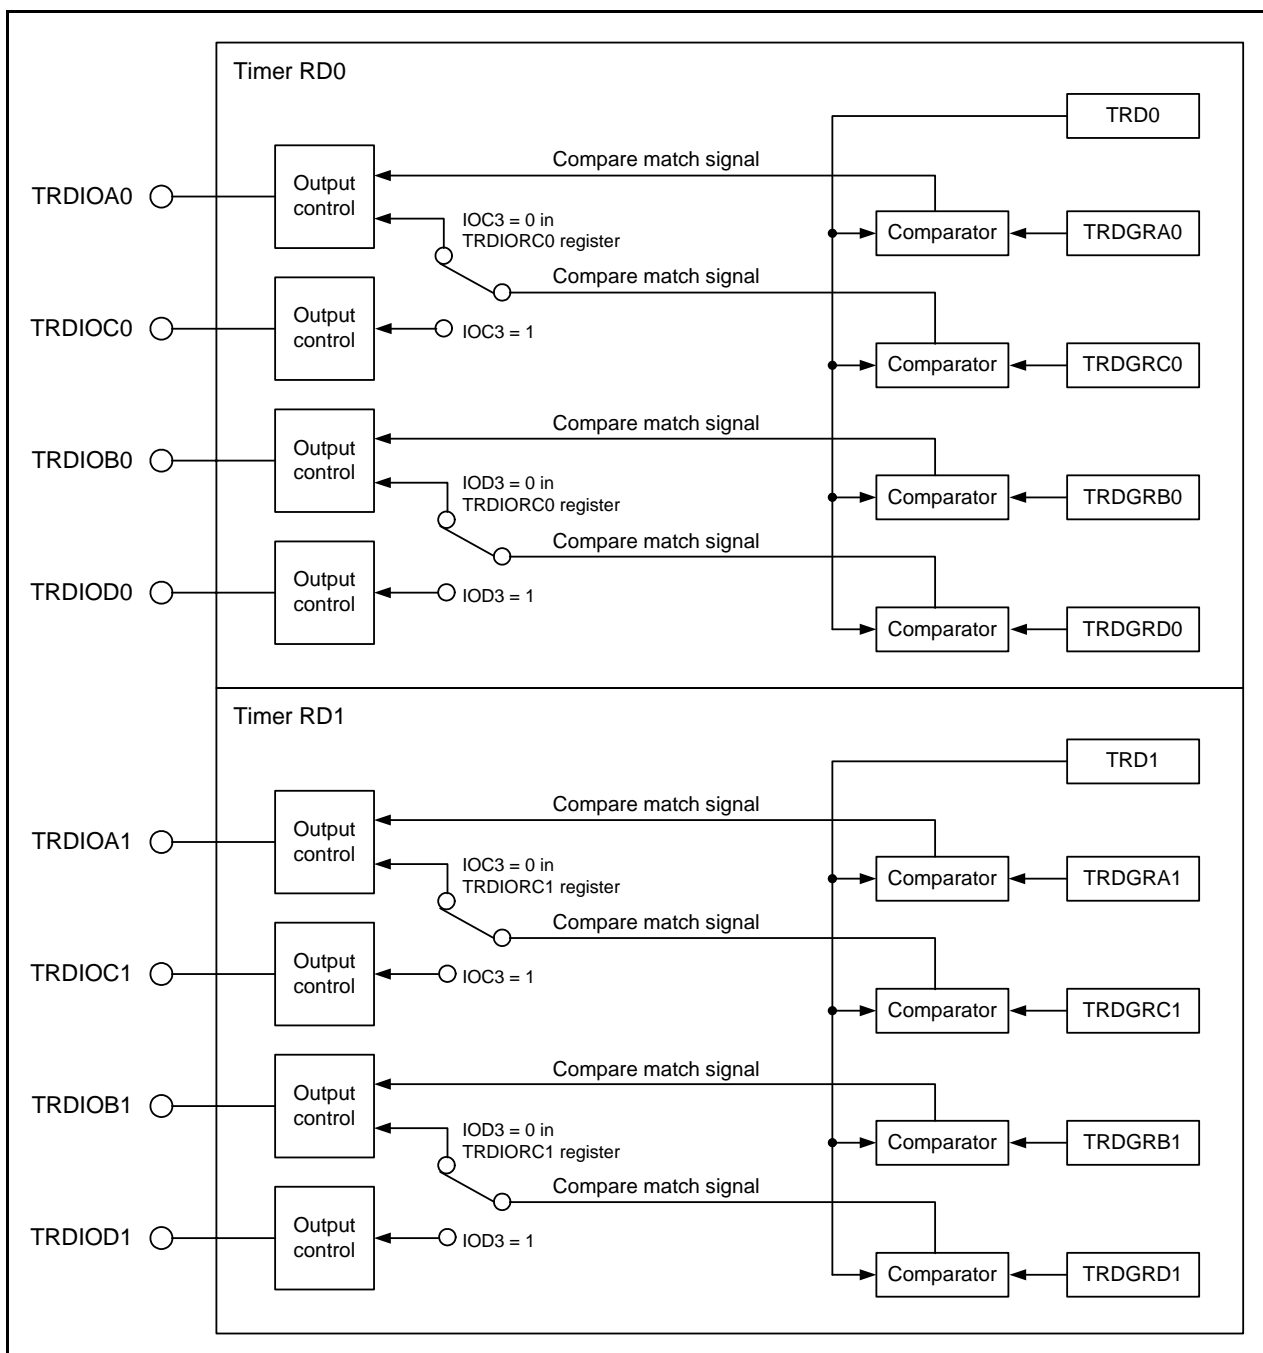 Timer RD0
TRD0
Compare match signal
TRDIOA0
Output
control
IOC3 = 0 in
TRDIORC0 register
Comparator
TRDGRA0
Compare match signal
TRDIOC0
Output
control
IOC3 = 1
Comparator
TRDGRC0
Compare match signal
TRDIOB0
Output
control
IOD3 = 0 in
TRDIORC0 register
Comparator
TRDGRB0
Compare match signal
TRDIOD0
Output
control
IOD3 = 1
Comparator
TRDGRD0
Timer RD1
TRD1
Compare match signal
TRDIOA1
Output
control
IOC3 = 0 in
TRDIORC1 register
Comparator
TRDGRA1
Compare match signal
TRDIOC1
Output
control
IOC3 = 1
Comparator
TRDGRC1
Compare match signal
TRDIOB1
Output
control
IOD3 = 0 in
TRDIORC1 register
Comparator
TRDGRB1
Compare match signal
TRDIOD1
Output
control
IOD3 = 1
Comparator
TRDGRD1